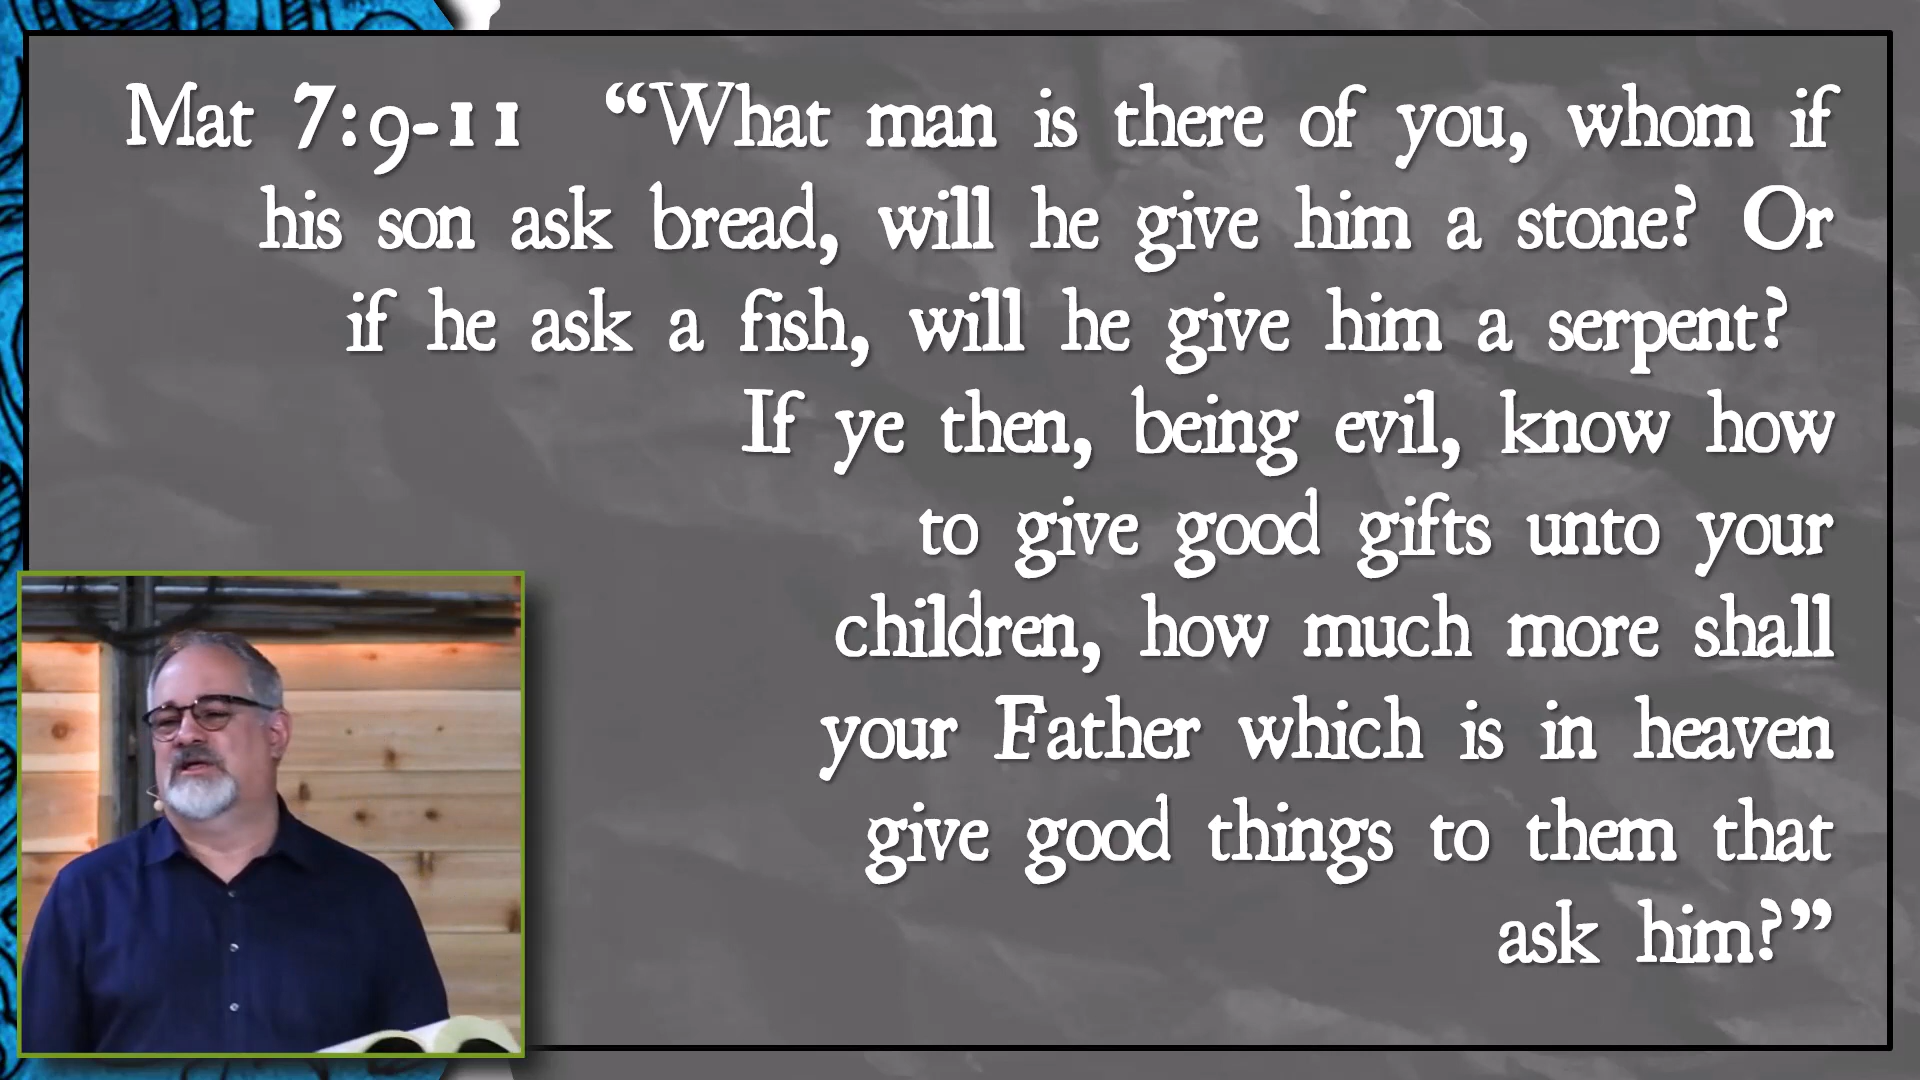 Mat 7:9-11 “What man is there of you, whom if
his son ask bread, will he give him a stone? Or
if he ask a fish, will he give him a serpent?
If ye then, being evil, know how
to give good gifts unto your
children, how much more shall
your Father which is in heaven
give good things to them that
ask him?”